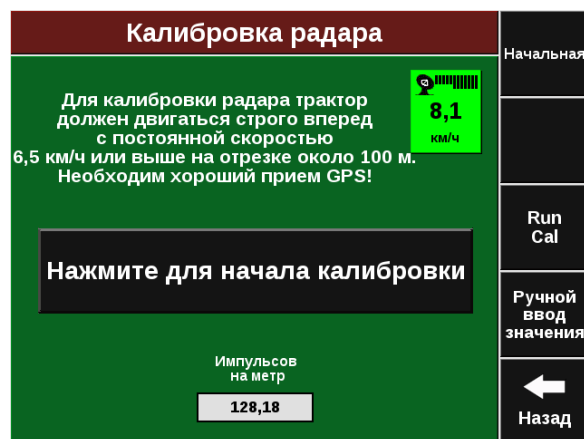 Калибровка радара
Начальная
Для калибровки радара трактор
должен двигаться строго вперед
с постоянной скоростью
6,5 км/ч или выше на отрезке около 100 м.
Необходим хороший прием GPS!
8,1
км/ч
Run
Cal
Нажмите для начала калибровки
Ручной
ввод
значения
Импульсов
на метр
128,18
Назад